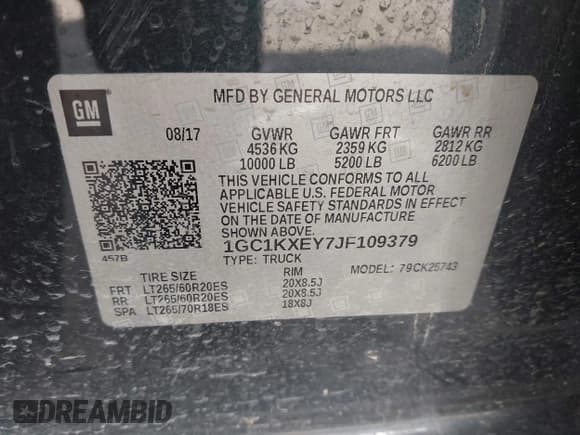 GM
MFD BY GENERAL MOTORS LLC
08/17 GVWR GAWR FRT GAWR RR
4536 KG 2359 KG 2812 KG
10000 LB 5200 LB 6200 LB
THIS VEHICLE CONFORMS TO ALL
APPLICABLE U.S. FEDERAL MOTOR
VEHICLE SAFETY STANDARDS IN EFFECT
ON THE DATE OF MANUFACTURE
SHOWN ABOVE.
457B 1GC1KXEY7JF109379
TYPE: TRUCK MODEL: 79CK25743
TIRE SIZE RIM
FRT LT265/60R20ES 20X8.5J
RR LT265/60R20ES 20X8.5J
SPA LT265/70R18ES 18X8J
DREAMBID